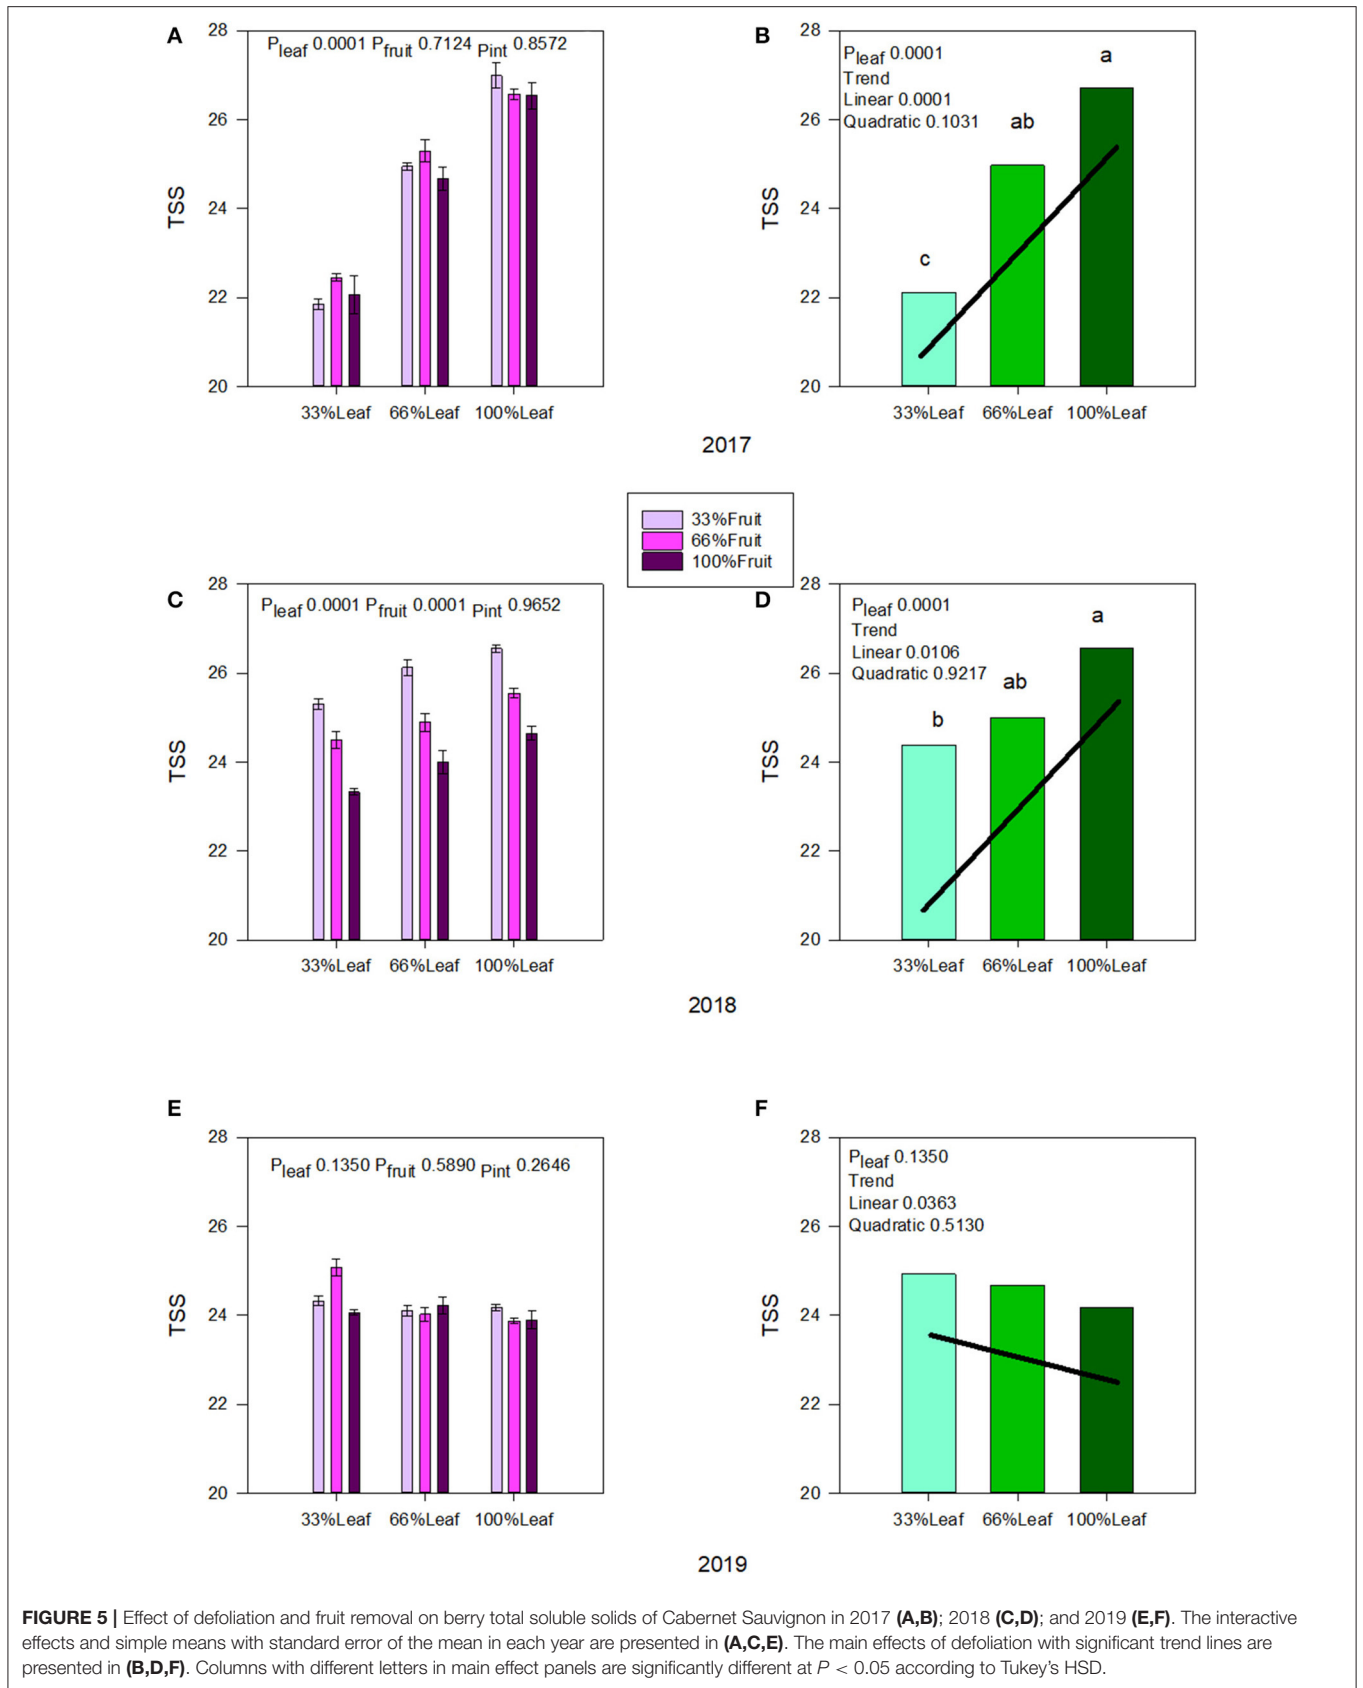 A
P leaf 0.0001 P fruit 0.7124 Pint 0.8572
28
26
24
22
20
TSS
33%Leaf 66%Leaf 100%Leaf
B
P leaf 0.0001
Trend
Linear 0.0001
Quadratic 0.1031
c
ab
a
28
26
24
22
20
TSS
33%Leaf 66%Leaf 100%Leaf
2017
33%Fruit
66%Fruit
100%Fruit
C
P leaf 0.0001 P fruit 0.0001 Pint 0.9652
28
26
24
22
20
TSS
33%Leaf 66%Leaf 100%Leaf
D
P leaf 0.0001
Trend
Linear 0.0106
Quadratic 0.9217
b
ab
a
28
26
24
22
20
TSS
33%Leaf 66%Leaf 100%Leaf
2018
E
P leaf 0.1350 P fruit 0.5890 Pint 0.2646
28
26
24
22
20
TSS
33%Leaf 66%Leaf 100%Leaf
F
P leaf 0.1350
Trend
Linear 0.0363
Quadratic 0.5130
28
26
24
22
20
TSS
33%Leaf 66%Leaf 100%Leaf
2019
FIGURE 5 | Effect of defoliation and fruit removal on berry total soluble solids of Cabernet Sauvignon in 2017 (A,B); 2018 (C,D); and 2019 (E,F). The interactive
effects and simple means with standard error of the mean in each year are presented in (A,C,E). The main effects of defoliation with significant trend lines are
presented in (B,D,F). Columns with different letters in main effect panels are significantly different at P < 0.05 according to Tukey's HSD.